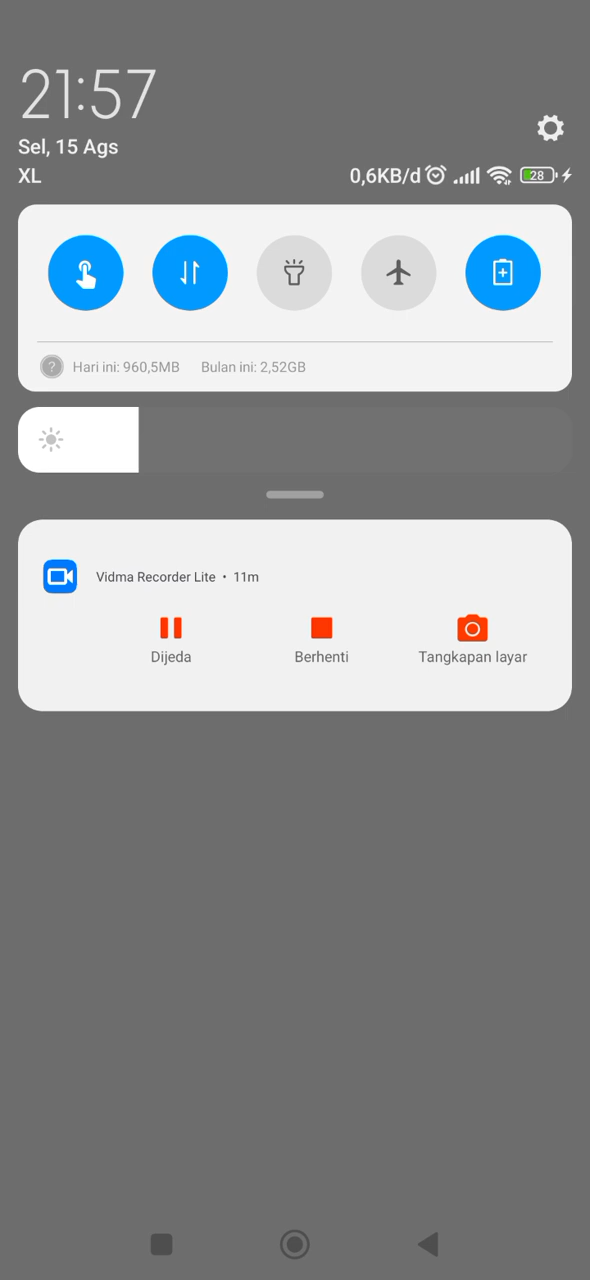 21:57
Sel, 15 Ags
XL 0,6KB/d 28
Hari ini: 960,5MB Bulan ini: 2,52GB
Vidma Recorder Lite • 11m
Dijeda Berhenti Tangkapan layar